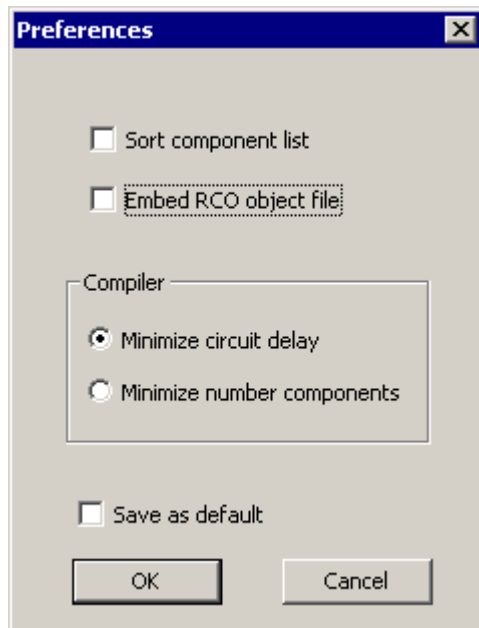 Preferences
Sort component list
Embed RCO object file
Compiler
Minimize circuit delay
Minimize number components
Save as default
OK Cancel